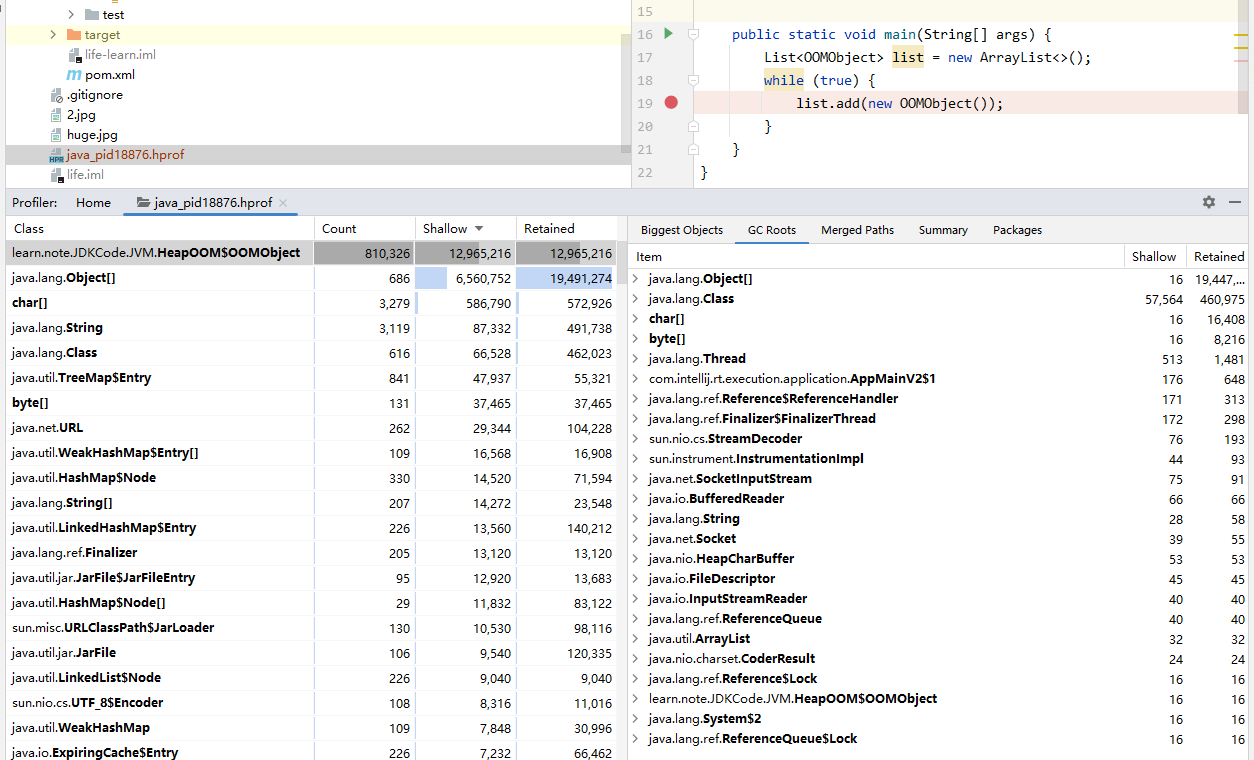 test
target
life-learn.iml
pom.xml
.gitignore
2.jpg
huge.jpg
java_pid18876.hprof
life.iml
15
16 public static void main(String[] args) {
17 List<OOMObject> list = new ArrayList<>();
18 while (true) {
19 list.add(new OOMObject());
20 }
21 }
22 }
Profiler: Home java_pid18876.hprof
Class Count Shallow Retained
learn.note.JDKCode.JVM.HeapOOM$OOMObject 810,326 12,965,216 12,965,216
java.lang.Object[] 686 6,560,752 19,491,274
char[] 3,279 586,790 572,926
java.lang.String 3,119 87,332 491,738
java.lang.Class 616 66,528 462,023
java.util.TreeMap$Entry 841 47,937 55,321
byte[] 131 37,465 37,465
java.net.URL 262 29,344 104,228
java.util.WeakHashMap$Entry[] 109 16,568 16,908
java.util.HashMap$Node 330 14,520 71,594
java.lang.String[] 207 14,272 23,548
java.util.LinkedHashMap$Entry 226 13,560 140,212
java.lang.ref.Finalizer 205 13,120 13,120
java.util.jar.JarFile$JarFileEntry 95 12,920 13,683
java.util.HashMap$Node[] 29 11,832 83,122
sun.misc.URLClassPath$JarLoader 130 10,530 98,116
java.util.jar.JarFile 106 9,540 120,335
java.util.LinkedList$Node 226 9,040 9,040
sun.nio.cs.UTF_8$Encoder 108 8,316 11,016
java.util.WeakHashMap 109 7,848 30,996
java.io.ExpiringCache$Entry 226 7,232 66,462
Biggest Objects GC Roots Merged Paths Summary Packages
Item Shallow Retained
java.lang.Object[] 16 19,447,...
java.lang.Class 57,564 460,975
char[] 16 16,408
byte[] 16 8,216
java.lang.Thread 513 1,481
com.intellij.rt.execution.application.AppMainV2$1 176 648
java.lang.ref.Reference$ReferenceHandler 171 313
java.lang.ref.Finalizer$FinalizerThread 172 298
sun.nio.cs.StreamDecoder 76 193
sun.instrument.InstrumentationImpl 44 93
java.net.SocketInputStream 75 91
java.io.BufferedReader 66 66
java.lang.String 28 58
java.net.Socket 39 55
java.nio.HeapCharBuffer 53 53
java.io.FileDescriptor 45 45
java.io.InputStreamReader 40 40
java.lang.ref.ReferenceQueue 40 40
java.util.ArrayList 32 32
java.nio.charset.CoderResult 24 24
java.lang.ref.Reference$Lock 16 16
learn.note.JDKCode.JVM.HeapOOM$OOMObject 16 16
java.lang.System$2 16 16
java.lang.ref.ReferenceQueue$Lock 16 16